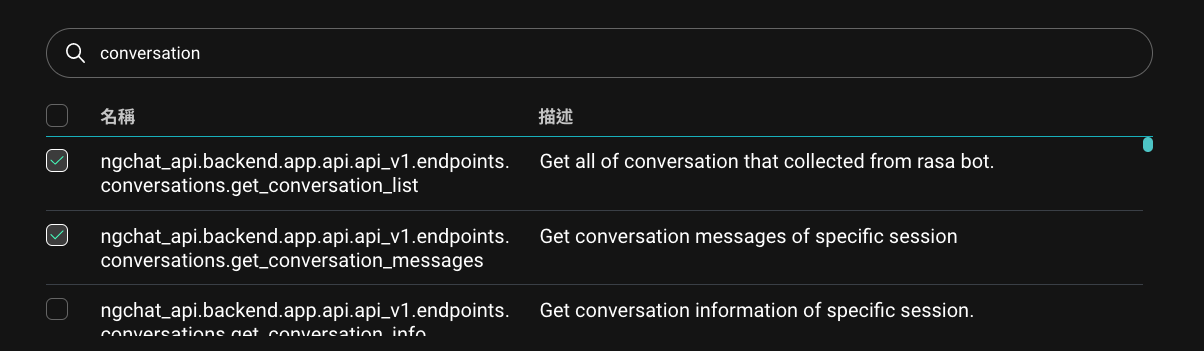 conversation
名稱 描述
ngchat_api.backend.app.api.api_v1.endpoints. Get all of conversation that collected from rasa bot.
conversations.get_conversation_list
ngchat_api.backend.app.api.api_v1.endpoints. Get conversation messages of specific session
conversations.get_conversation_messages
ngchat_api.backend.app.api.api_v1.endpoints. Get conversation information of specific session.
conversations.get_conversation_info